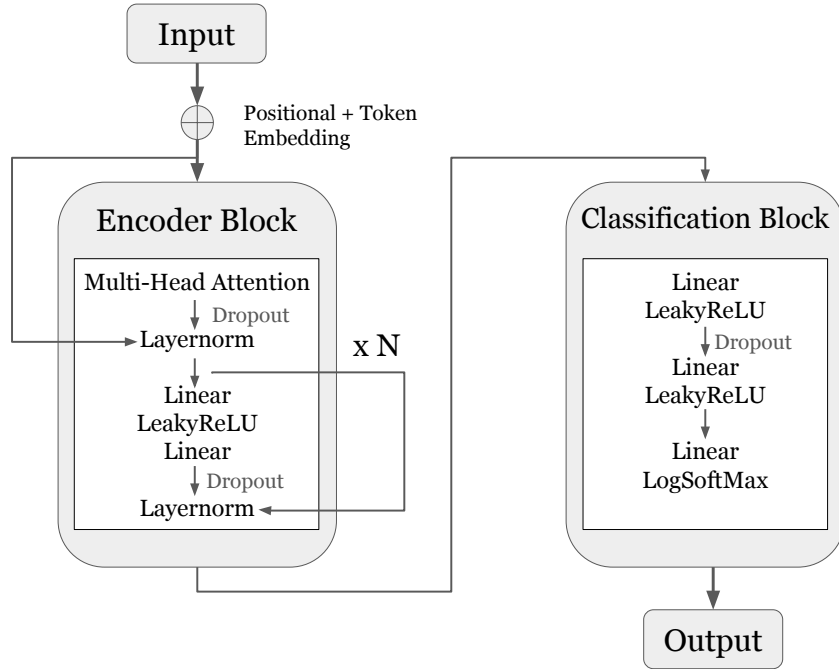 Input
Positional + Token
Embedding
Encoder Block
Multi-Head Attention
Dropout
Layernorm
x N
Linear
LeakyReLU
Linear
Dropout
Layernorm
Classification Block
Linear
LeakyReLU
Dropout
Linear
LeakyReLU
Linear
LogSoftMax
Output